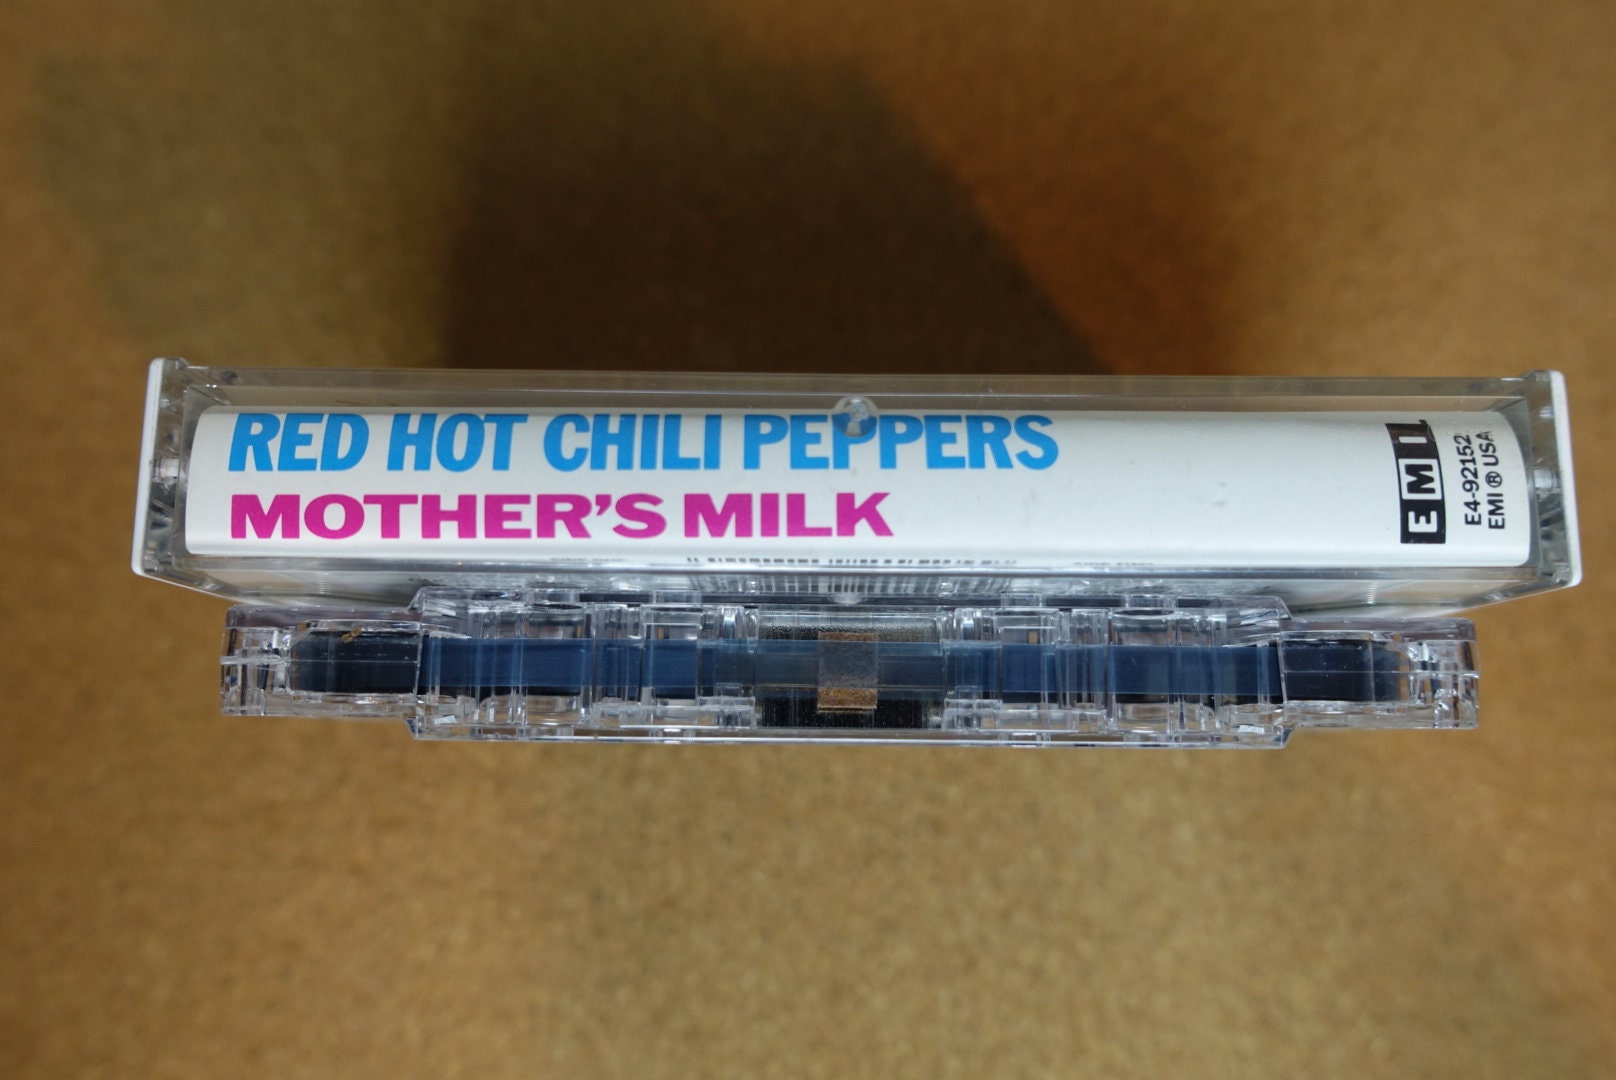 RED HOT CHILI PEPPERS
MOTHER'S MILK
EMI
E4-92152
EMI ® USA